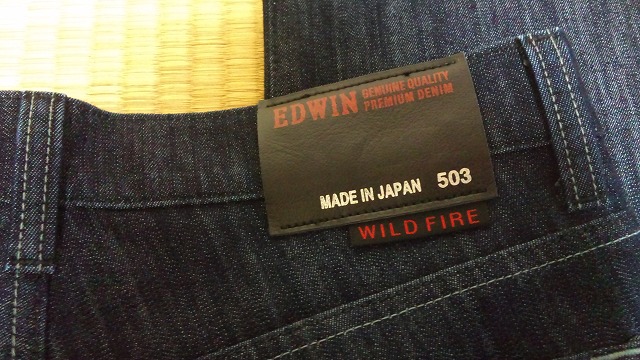 EDWIN GENUINE QUALITY
PREMIUM DENIM
MADE IN JAPAN 503
WILD FIRE